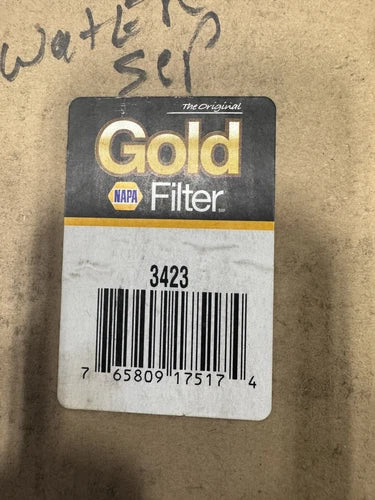 Water
Sep
The Original
Gold
NAPA Filter
3423
7 65809 17517 4